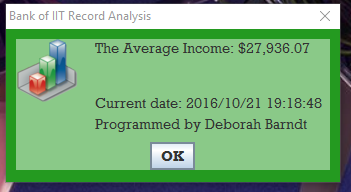 Bank of IIT Record Analysis
The Average Income: $27,936.07
Current date: 2016/10/21 19:18:48
Programmed by Deborah Barndt
OK